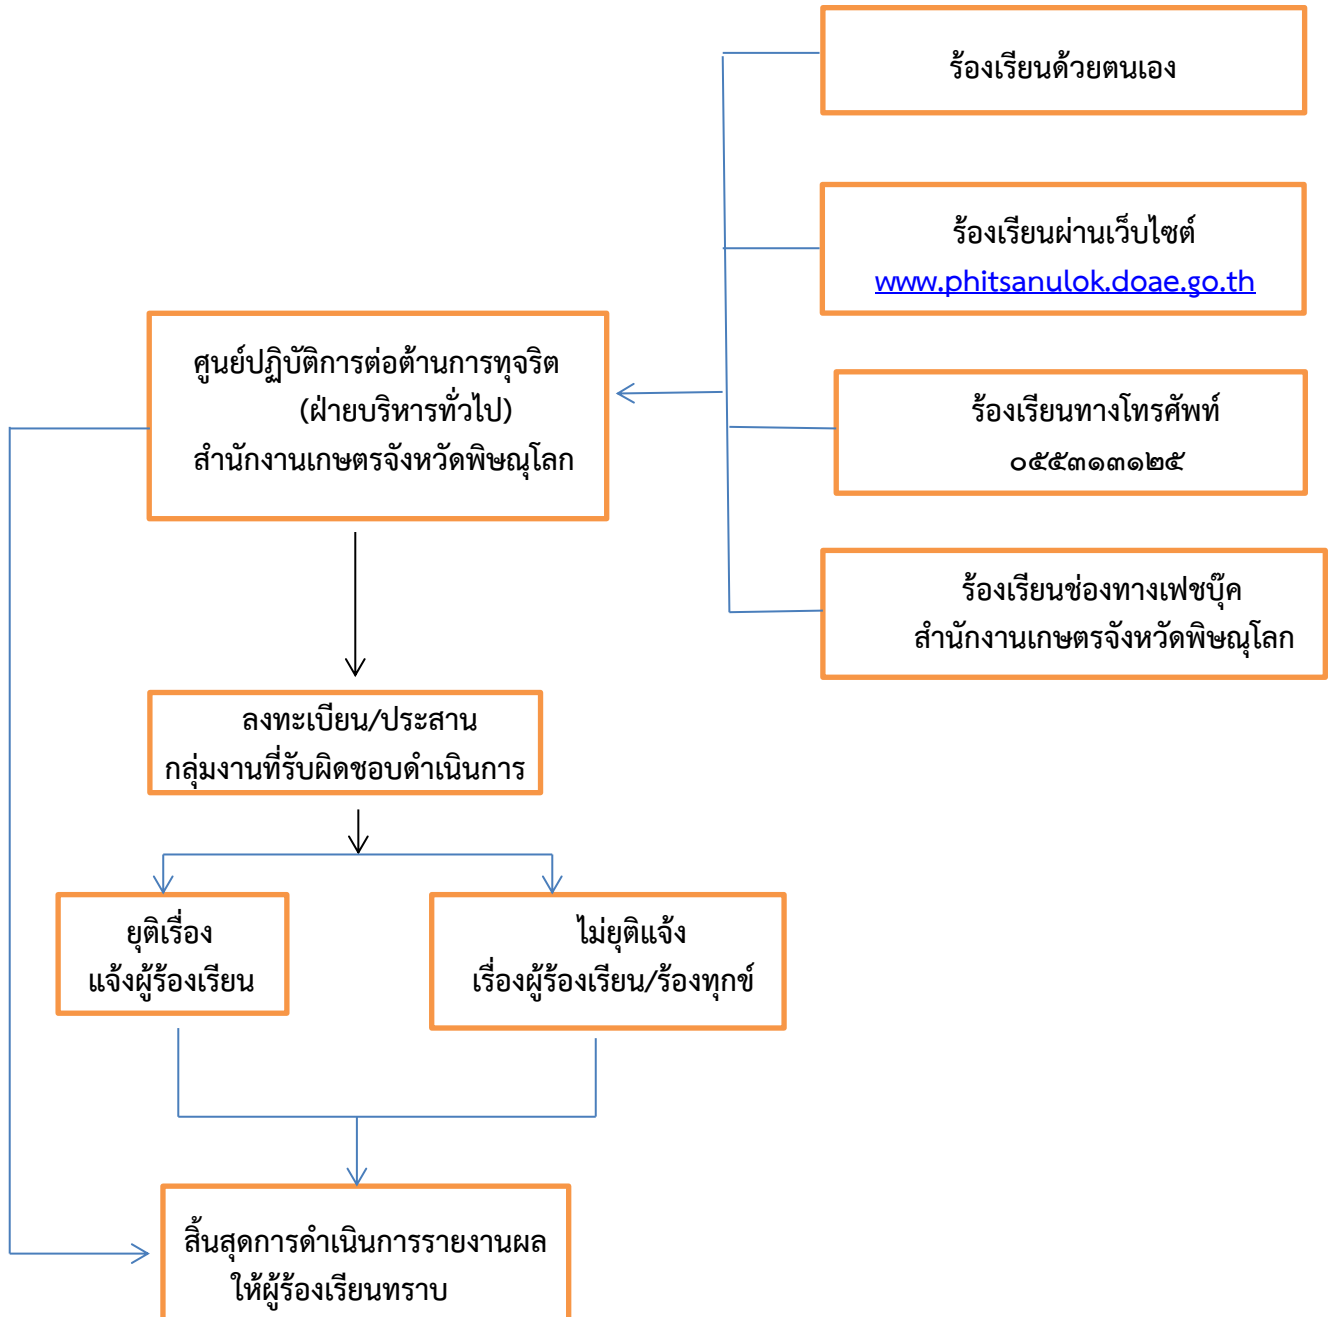 ร้องเรียนด้วยตนเอง
ร้องเรียนผ่านเว็บไซต์
www.phitsanulok.doae.go.th
ศูนย์ปฏิบัติการต่อต้านการทุจริต
(ฝ่ายบริหารทั่วไป)
สำนักงานเกษตรจังหวัดพิษณุโลก
ร้องเรียนทางโทรศัพท์
๐๕๕๓๑๓๑๒๕
ร้องเรียนช่องทางเฟชบุ๊ค
สำนักงานเกษตรจังหวัดพิษณุโลก
ลงทะเบียน/ประสาน
กลุ่มงานที่รับผิดชอบดำเนินการ
ยุติเรื่อง
แจ้งผู้ร้องเรียน
ไม่ยุติแจ้ง
เรื่องผู้ร้องเรียน/ร้องทุกข์
สิ้นสุดการดำเนินการรายงานผล
ให้ผู้ร้องเรียนทราบ